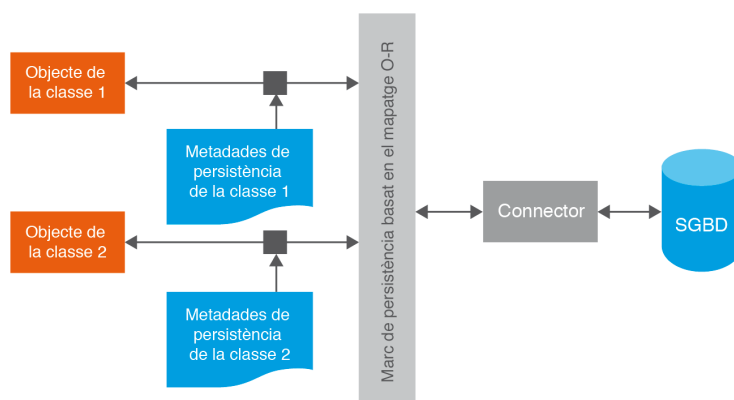 Objecte de
la classe 1
Metadades de
persistència
de la classe 1
Objecte de
la classe 2
Metadades de
persistència
de la classe 2
Marc de persistència basat en el mapatge O-R
Connector
SGBD